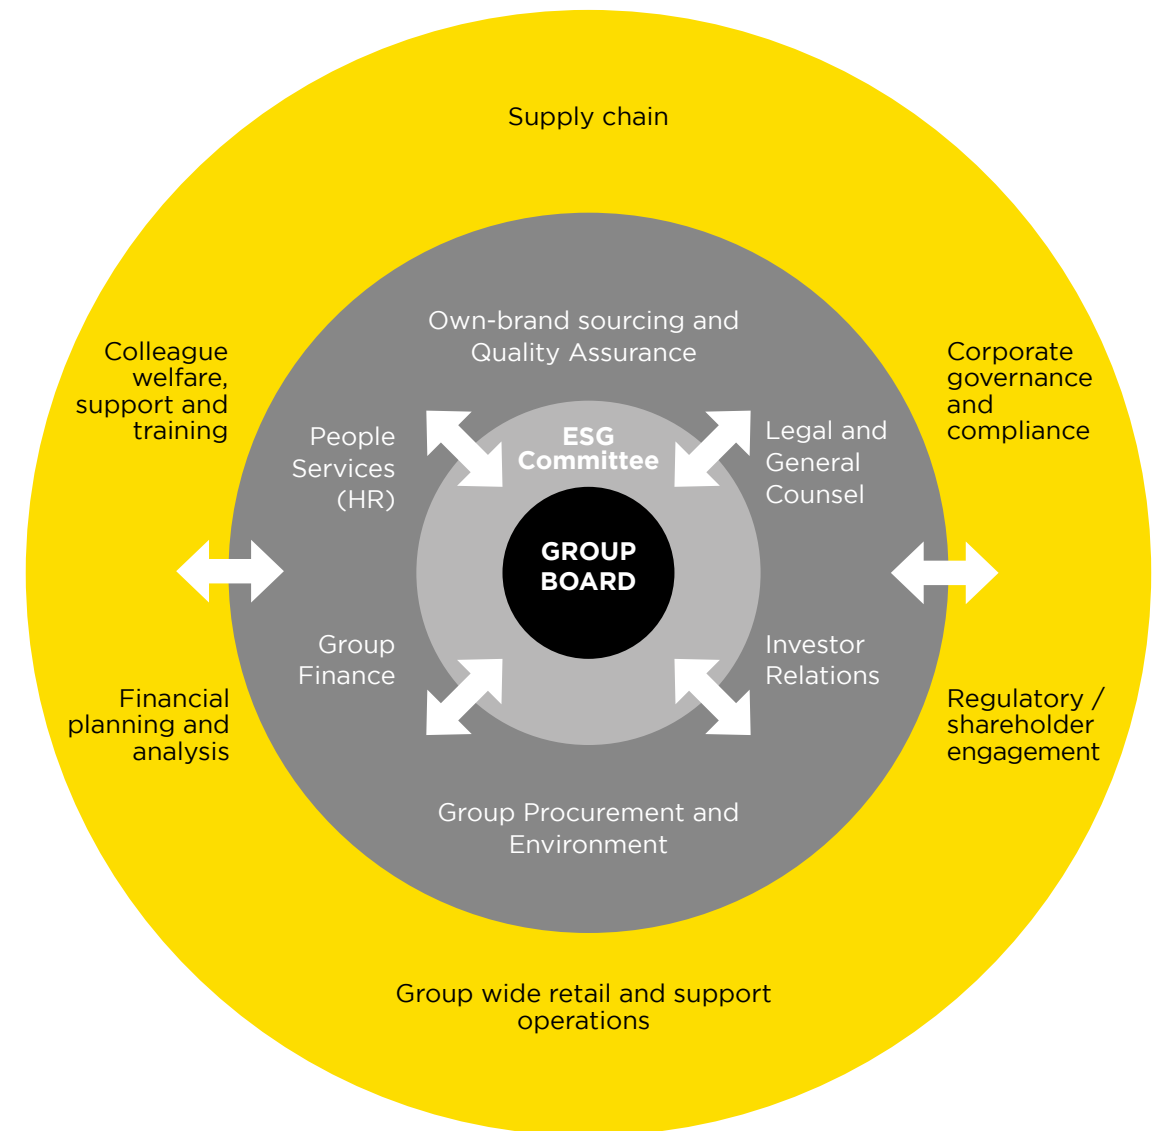 Supply chain
Own-brand sourcing and
Quality Assurance
Colleague
welfare,
support and
training
Corporate
governance
and
compliance
People
Services
(HR)
ESG
Committee
Legal and
General
Counsel
GROUP
BOARD
Group
Finance
Investor
Relations
Financial
planning and
analysis
Regulatory /
shareholder
engagement
Group Procurement and
Environment
Group wide retail and support
operations